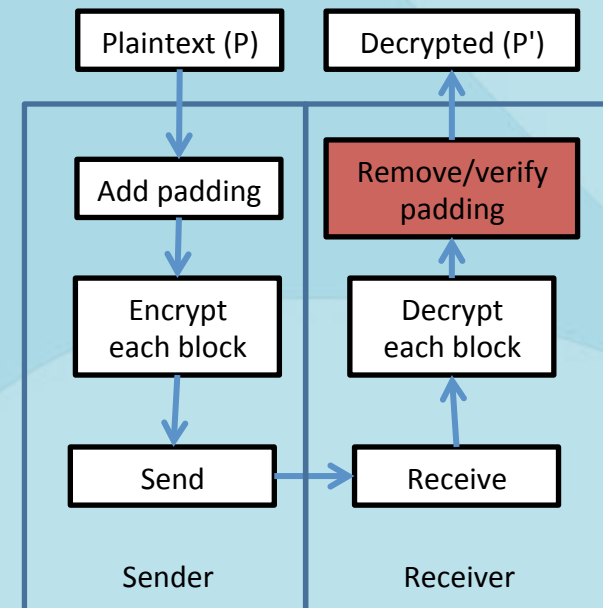 Plaintext (P)
Decrypted (P')
Add padding
Remove/verify
padding
Encrypt
each block
Decrypt
each block
Send
Receive
Sender
Receiver